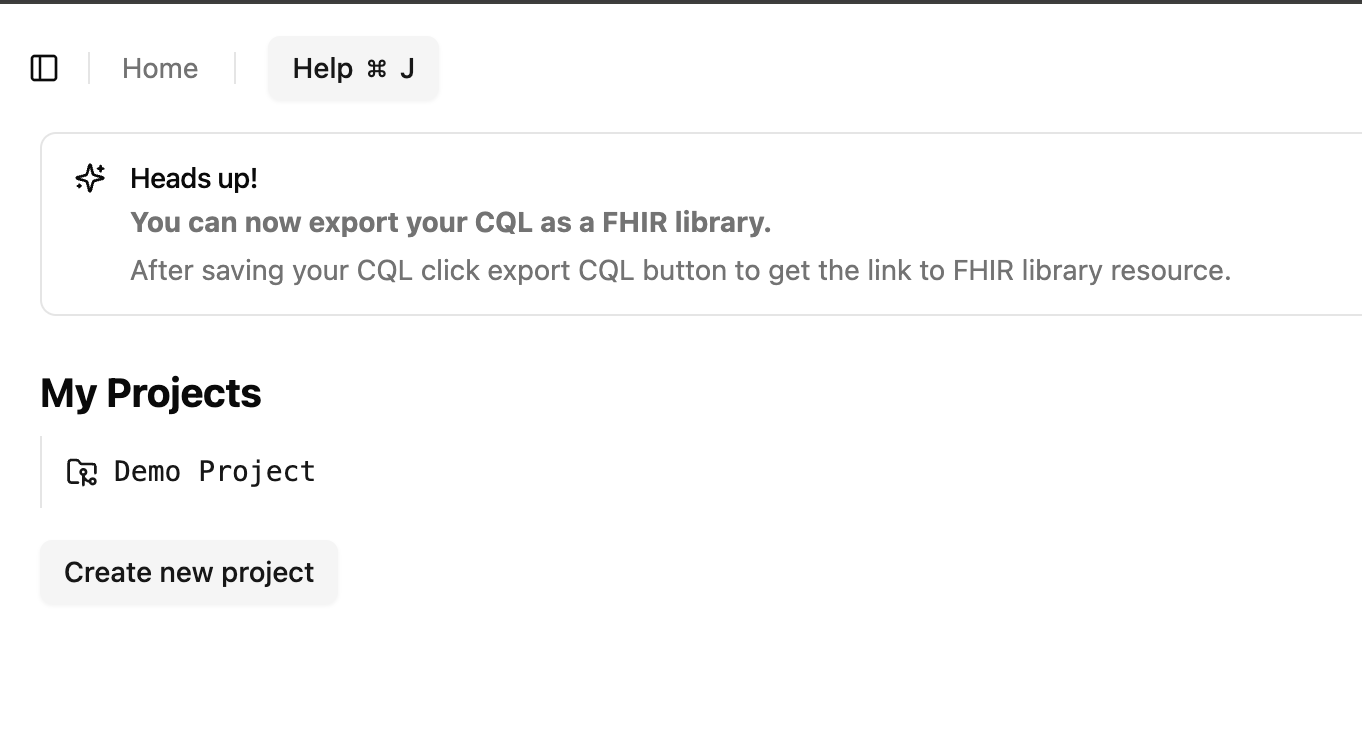 Home
Help ⌘ J
Heads up!
You can now export your CQL as a FHIR library.
After saving your CQL click export CQL button to get the link to FHIR library resource.
My Projects
Demo Project
Create new project